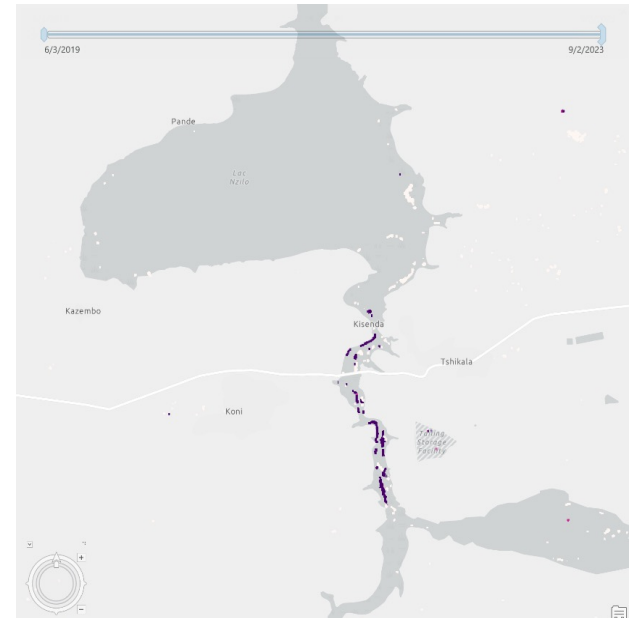 6/3/2019
9/2/2023
Pande
Lac
Nzilo
Kazembo
Kisenda
Tshikala
Koni
Tailing
Storage
Facility